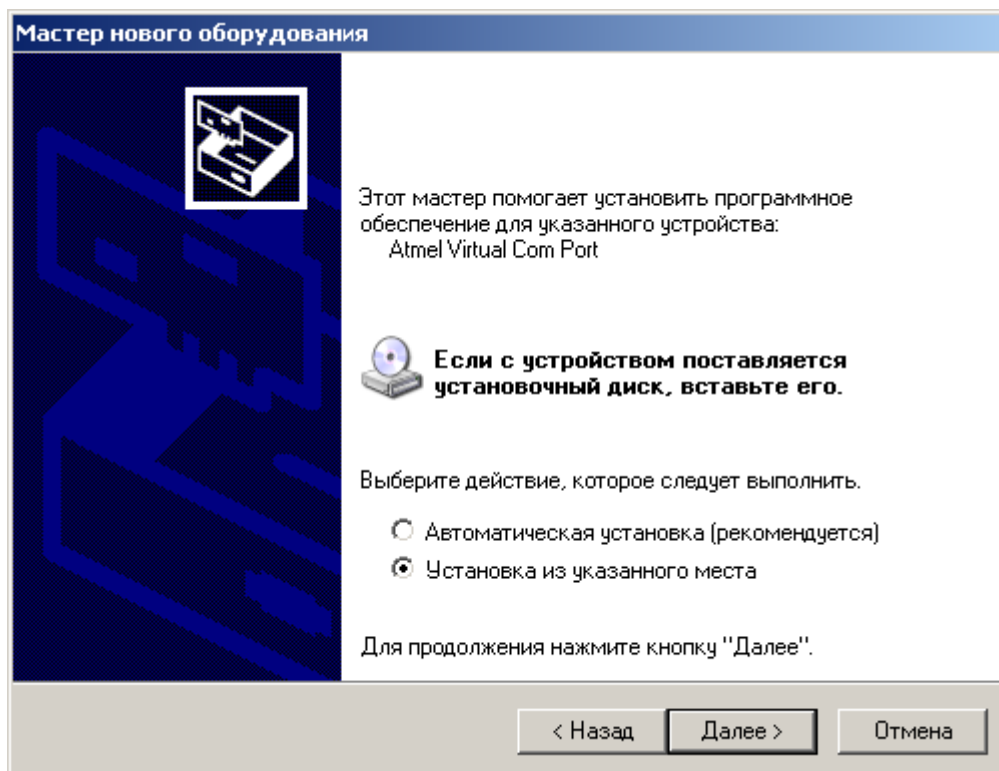 Мастер нового оборудования
Этот мастер помогает установить программное
обеспечение для указанного устройства:
Atmel Virtual Com Port
Если с устройством поставляется
установочный диск, вставьте его.
Выберите действие, которое следует выполнить.
Автоматическая установка (рекомендуется)
Установка из указанного места
Для продолжения нажмите кнопку "Далее".
< Назад
Далее >
Отмена